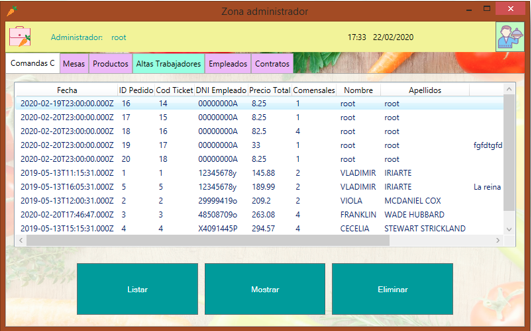 Zona administrador
Administrador: root 17:33 22/02/2020
Comandas C Mesas Productos Altas Trabajadores Empleados Contratos
Fecha ID Pedido Cod Ticket DNI Empleado Precio Total Comensales Nombre Apellidos
2020-02-19T23:00:00.000Z 16 14 00000000A 8.25 1 root root
2020-02-20T23:00:00.000Z 17 15 00000000A 8.25 1 root root
2020-02-20T23:00:00.000Z 18 16 00000000A 82.5 4 root root
2020-02-20T23:00:00.000Z 19 17 00000000A 33 1 root root fgfdtgfd
2020-02-20T23:00:00.000Z 20 18 00000000A 8.25 1 root root
2019-05-13T11:15:31.000Z 1 1 12345678y 145.88 2 VLADIMIR IRIARTE
2019-05-13T16:05:31.000Z 5 5 12345678y 189.99 2 VLADIMIR IRIARTE La reina
2019-05-13T12:00:31.000Z 2 2 29999419o 209.2 2 VIOLA MCDANIEL COX
2020-02-20T17:46:47.000Z 3 3 48508709o 263.08 4 FRANKLIN WADE HUBBARD
2019-05-13T15:15:31.000Z 4 4 X4091445P 294.57 4 CECELIA STEWART STRICKLAND
Listar Mostrar Eliminar